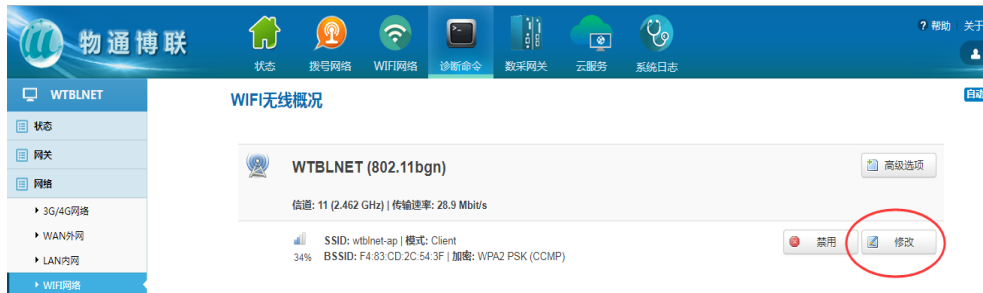 物通博联
状态
拨号网络
WIFI网络
诊断命令
数采网关
云服务
系统日志
? 帮助
关于
WTBLNET
状态
网关
网络
3G/4G网络
WAN外网
LAN内网
WIFI网络
WIFI无线概况
WTBLNET (802.11bgn)
高级选项
信道: 11 (2.462 GHz) | 传输速率: 28.9 Mbit/s
SSID: wtblnet-ap | 模式: Client
34% BSSID: F4:83:CD:2C:54:3F | 加密: WPA2 PSK (CCMP)
禁用
修改